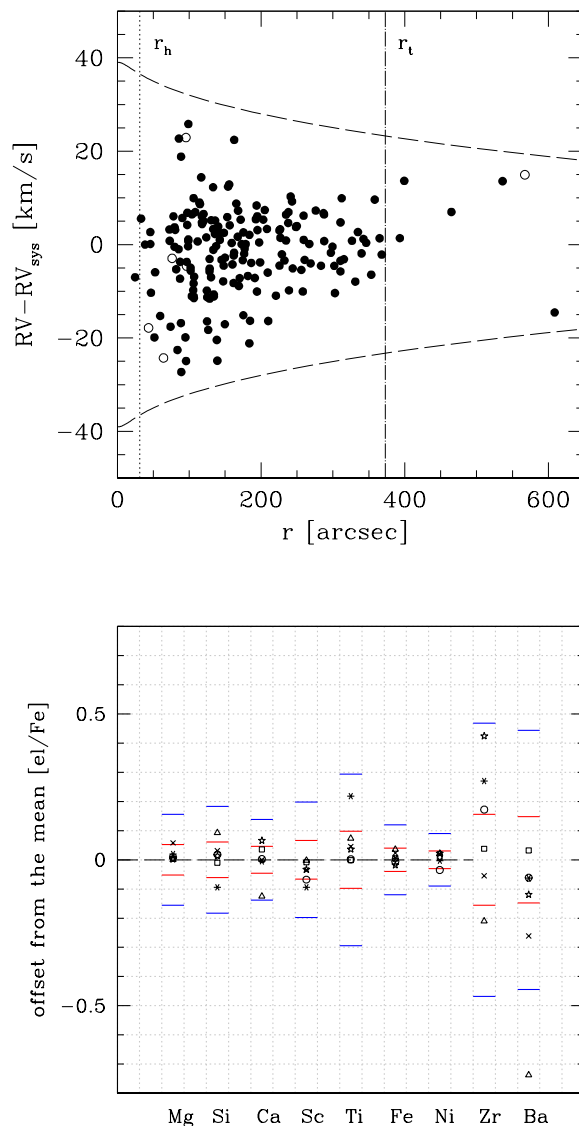 r_h
r_t
40
20
0
−20
−40
RV−RV_sys [km/s]
0
200
400
600
r [arcsec]
0.5
0
−0.5
offset from the mean [el/Fe]
Mg Si Ca Sc Ti Fe Ni Zr Ba